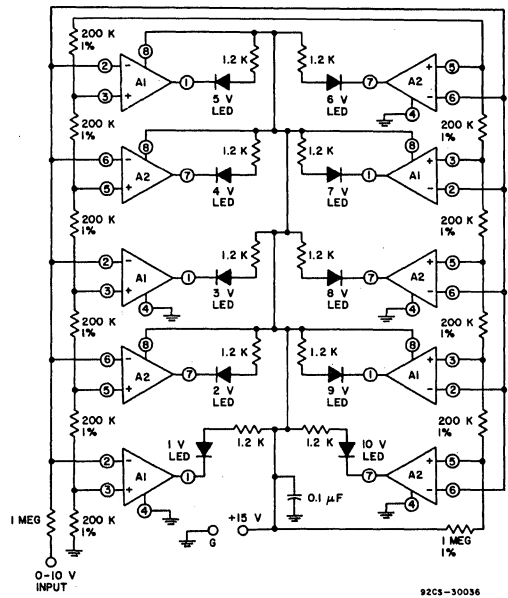 200 K
1%
8
2
-
A1
1
3
+
5 V
LED
1.2 K
1.2 K
6 V
LED
7
A2
+
5
-
6
4
200 K
1%
200 K
1%
8
6
-
A2
7
5
+
4 V
LED
1.2 K
1.2 K
7 V
LED
1
A1
8
+
3
-
2
200 K
1%
200 K
1%
2
-
A1
1
3
+
4
3 V
LED
1.2 K
1.2 K
8 V
LED
7
A2
+
5
-
6
4
200 K
1%
200 K
1%
8
6
-
A2
7
5
+
2 V
LED
1.2 K
1.2 K
9 V
LED
1
A1
8
+
3
-
2
200 K
1%
200 K
1%
2
-
A1
1
3
+
4
1 V
LED
1.2 K
1.2 K
10 V
LED
7
A2
+
5
-
6
4
200 K
1%
1 MEG
200 K
1%
0.1 µF
+15 V
G
1 MEG
1%
0-10 V
INPUT
92CS-30036